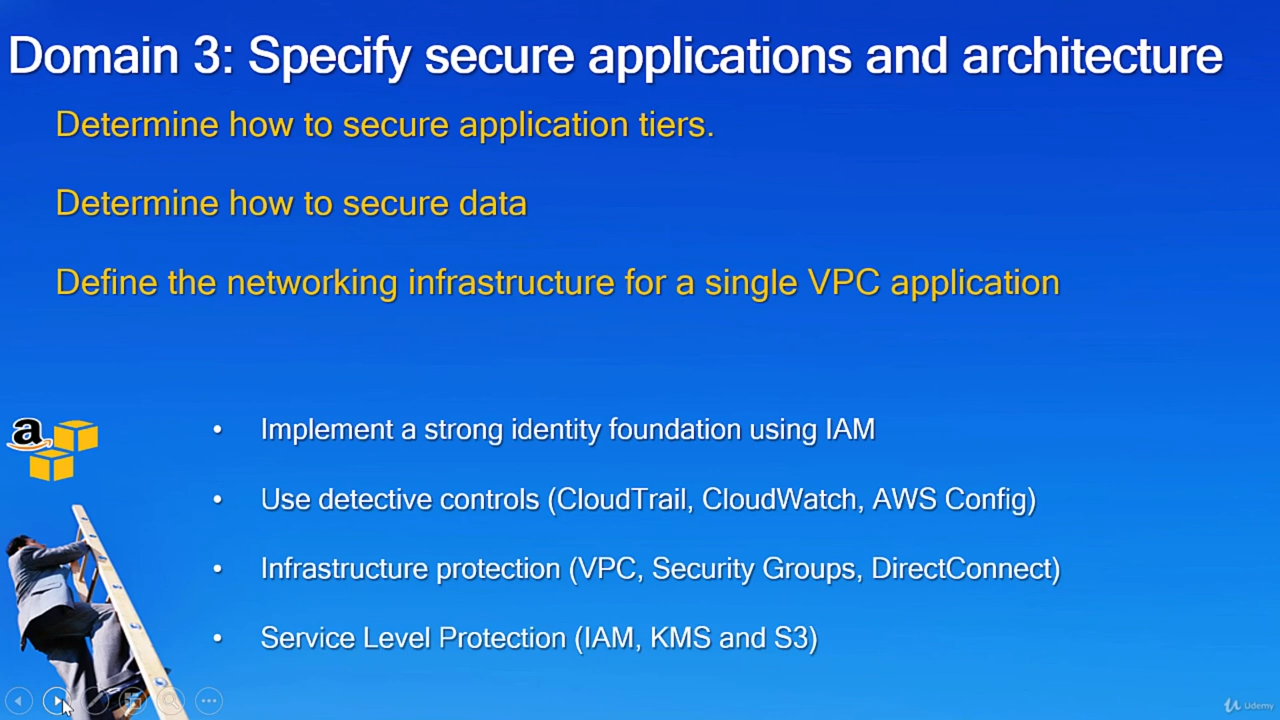 Domain 3: Specify secure applications and architecture
Determine how to secure application tiers.
Determine how to secure data
Define the networking infrastructure for a single VPC application
a
• Implement a strong identity foundation using IAM
• Use detective controls (CloudTrail, CloudWatch, AWS Config)
• Infrastructure protection (VPC, Security Groups, DirectConnect)
• Service Level Protection (IAM, KMS and S3)
Udemy